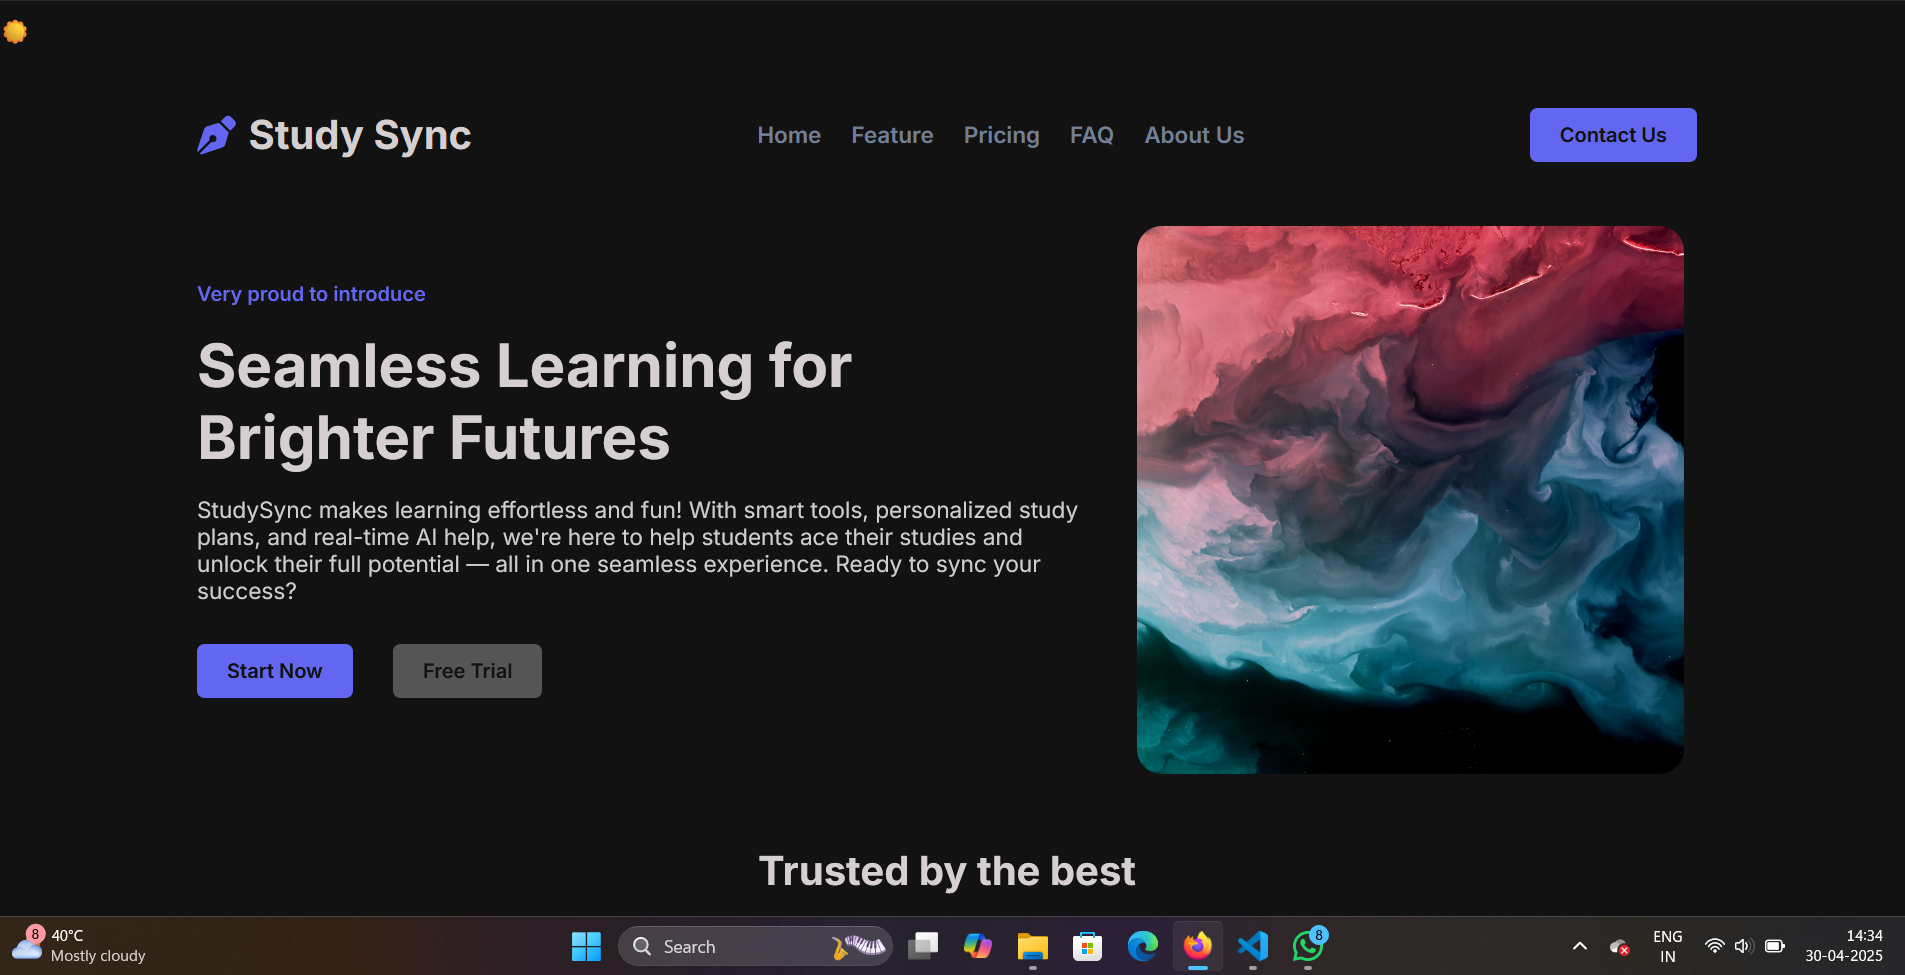 Study Sync
Home Feature Pricing FAQ About Us
Contact Us
Very proud to introduce
Seamless Learning for
Brighter Futures
StudySync makes learning effortless and fun! With smart tools, personalized study
plans, and real-time AI help, we're here to help students ace their studies and
unlock their full potential — all in one seamless experience. Ready to sync your
success?
Start Now
Free Trial
Trusted by the best
8
40°C
Mostly cloudy
Search
8
ENG
IN
14:34
30-04-2025